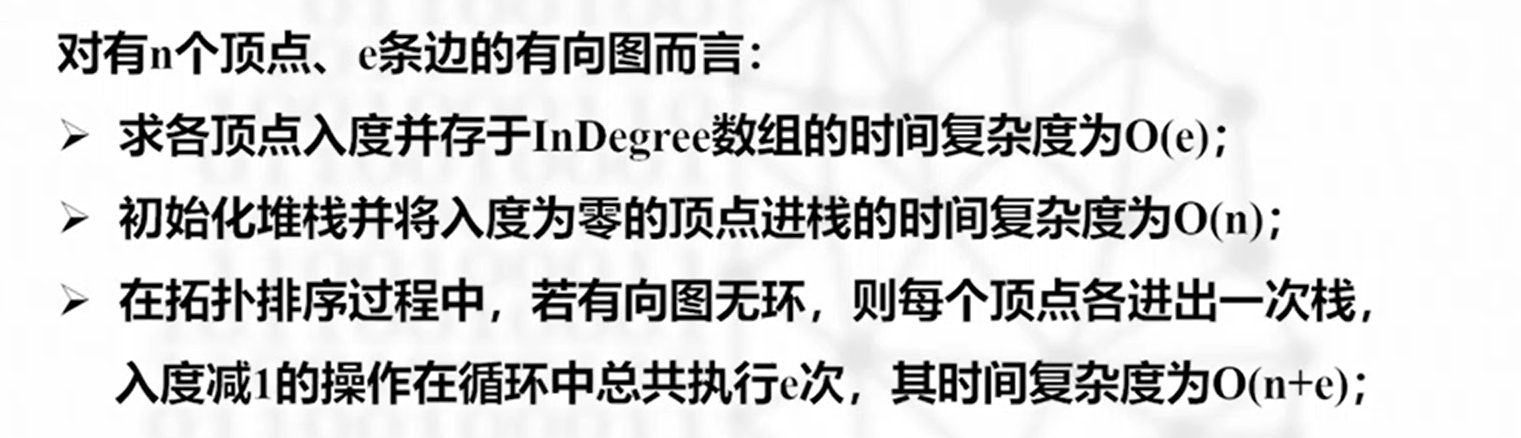 对有n个顶点、e条边的有向图而言：
➢ 求各顶点入度并存于InDegree数组的时间复杂度为O(e)；
➢ 初始化堆栈并将入度为零的顶点进栈的时间复杂度为O(n)；
➢ 在拓扑排序过程中，若有向图无环，则每个顶点各进出一次栈，
入度减1的操作在循环中总共执行e次，其时间复杂度为O(n+e)；